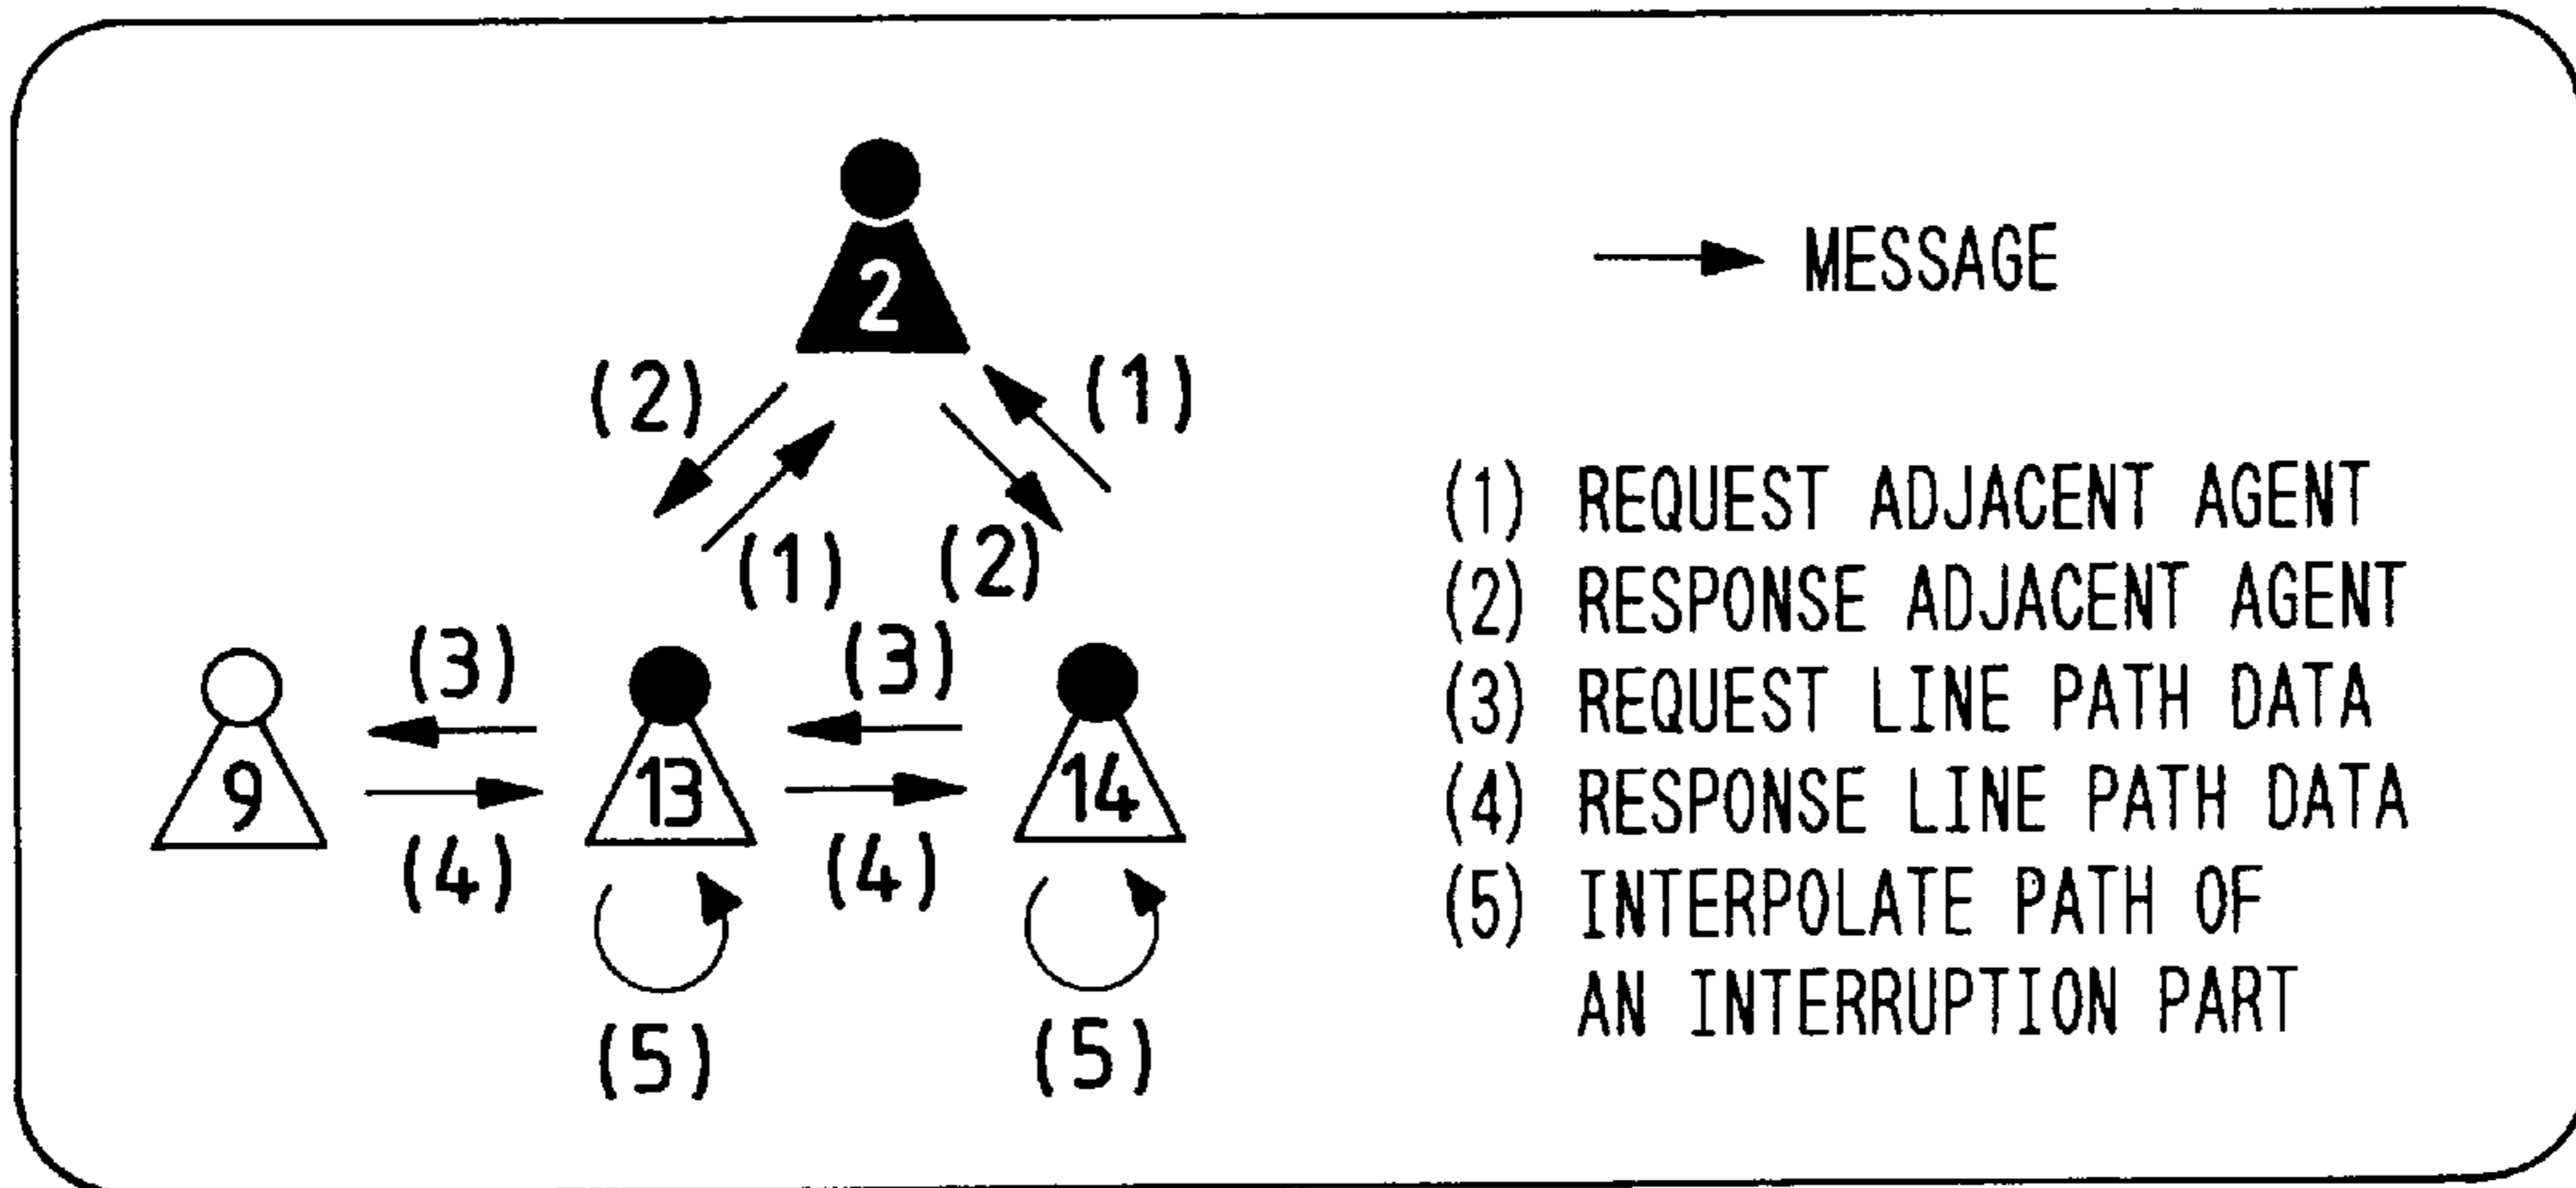 2
→ MESSAGE
(2)
(1)
(1)
(2)
(1) REQUEST ADJACENT AGENT
(2) RESPONSE ADJACENT AGENT
(3) REQUEST LINE PATH DATA
(4) RESPONSE LINE PATH DATA
(5) INTERPOLATE PATH OF
AN INTERRUPTION PART
(3)
(3)
9
13
14
(4)
(4)
(5)
(5)